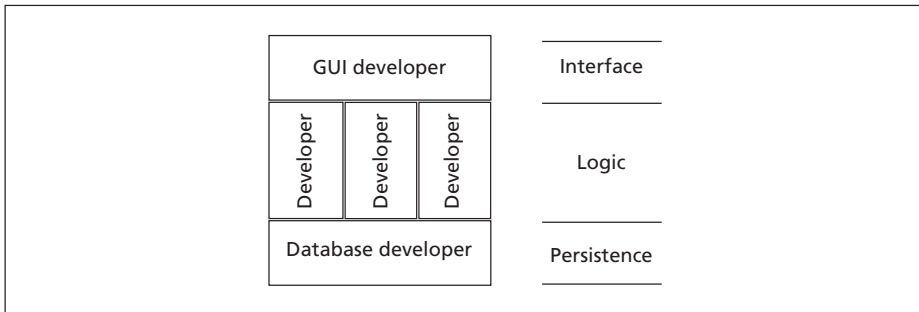 GUI developer
Interface
Developer
Developer
Developer
Logic
Database developer
Persistence